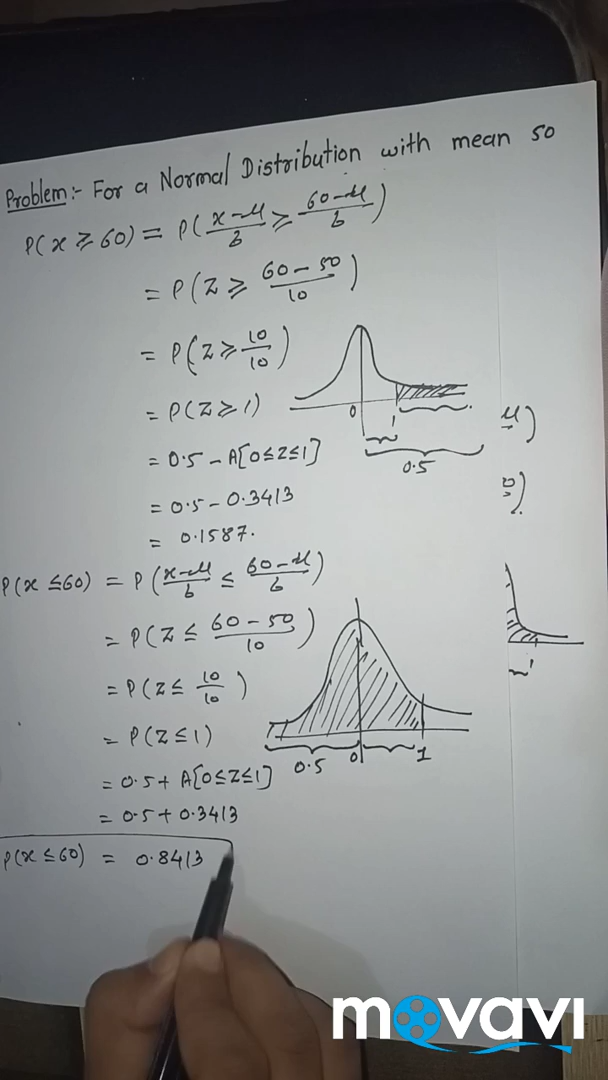 Problem:- For a Normal Distribution with mean 50
P(x ≥ 60) = P(x-μ/σ ≥ 60-μ/σ)
= P(Z ≥ 60-50/10)
= P(Z ≥ 10/10)
= P(Z ≥ 1)
= 0.5 - A[0≤Z≤1]
= 0.5 - 0.3413
= 0.1587.
0 1
0.5
P(x ≤ 60) = P(x-μ/σ ≤ 60-μ/σ)
= P(Z ≤ 60-50/10)
= P(Z ≤ 10/10)
= P(Z ≤ 1)
= 0.5 + A[0≤Z≤1]
= 0.5 + 0.3413
P(x ≤ 60) = 0.8413
0.5 0 1
1
movavi